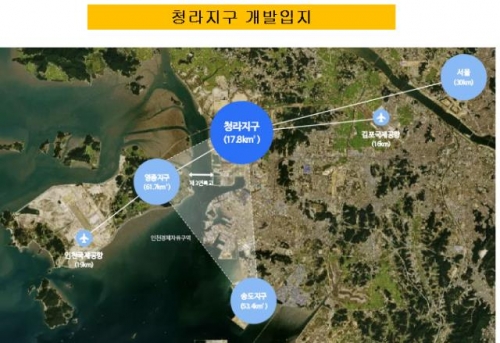 청라지구 개발입지
서울
(30km)
청라지구
(17.8km²)
김포국제공항
(16km)
영종지구
(61.7km²)
제3연륙교
인천경제자유구역
인천국제공항
(19km)
송도지구
(53.4km²)